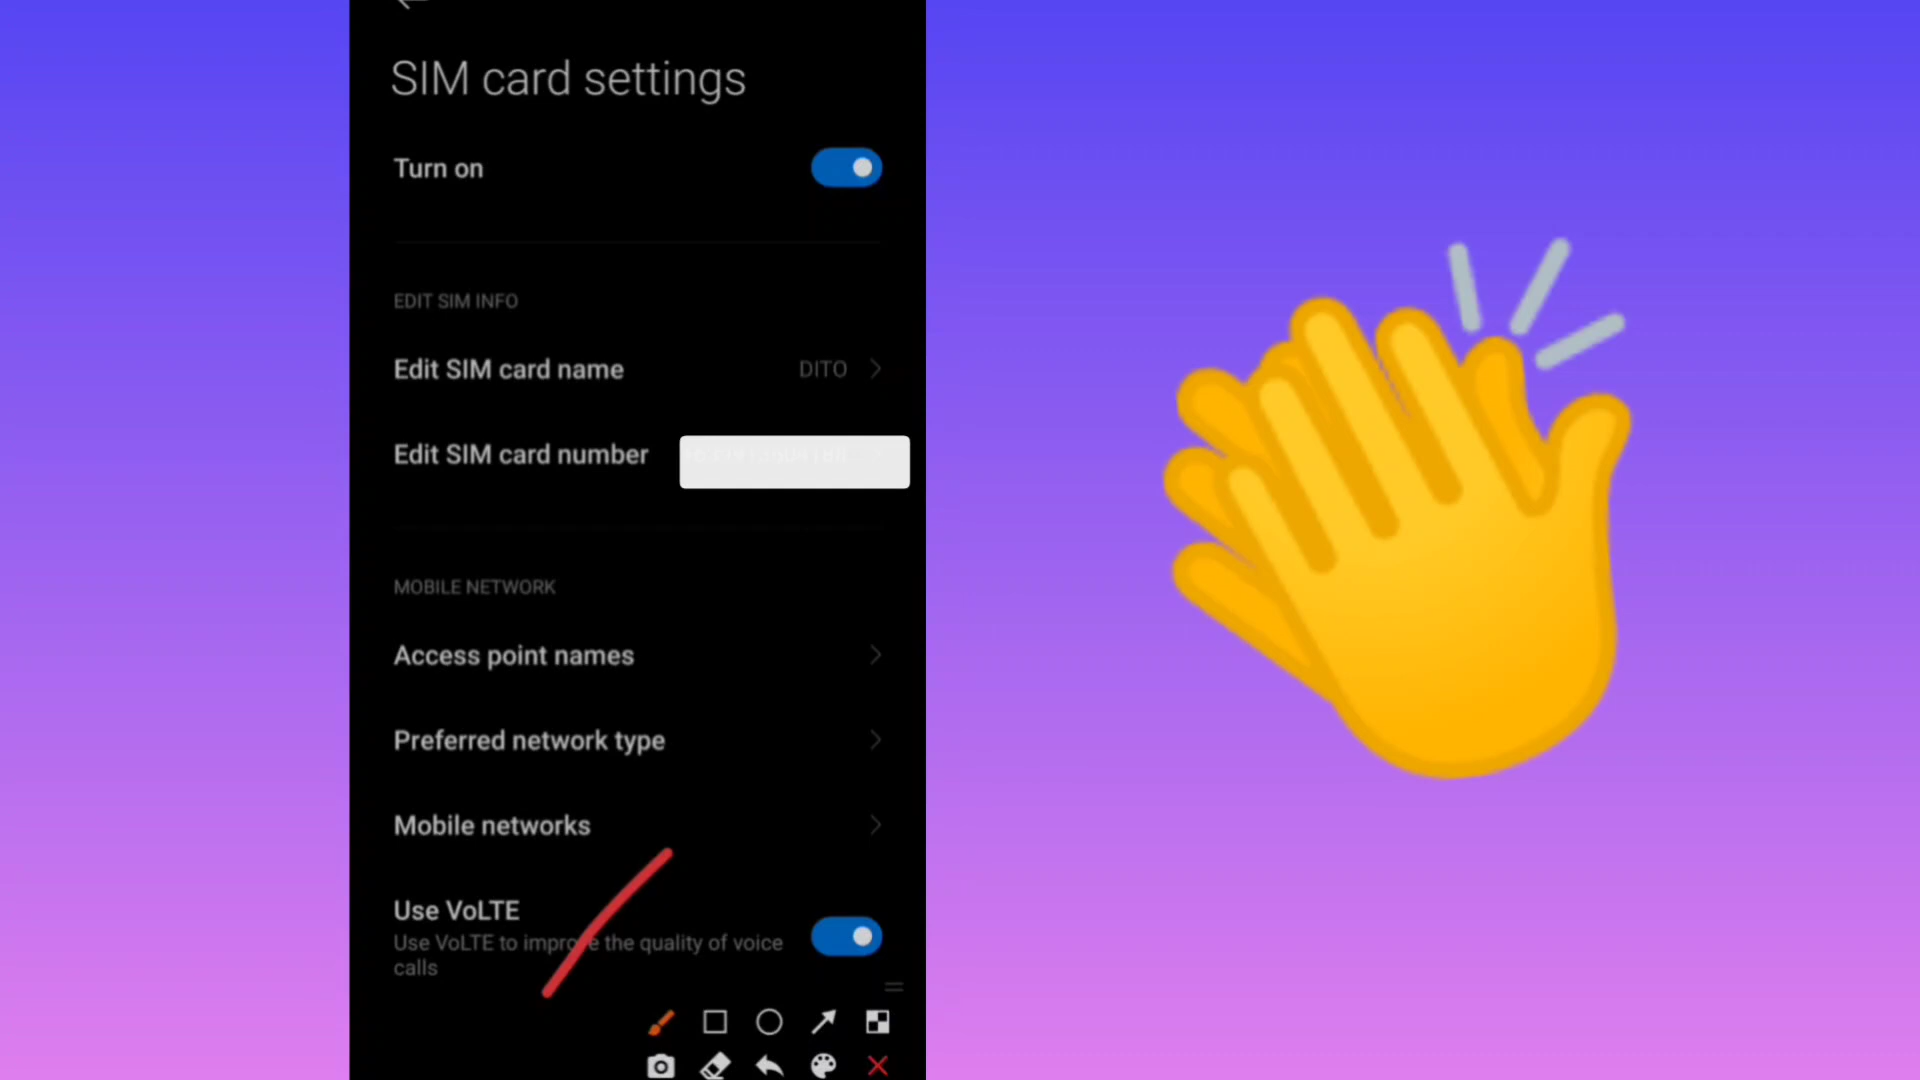 SIM card settings
Turn on
EDIT SIM INFO
Edit SIM card name DITO
Edit SIM card number
MOBILE NETWORK
Access point names
Preferred network type
Mobile networks
Use VoLTE
Use VoLTE to improve the quality of voice
calls